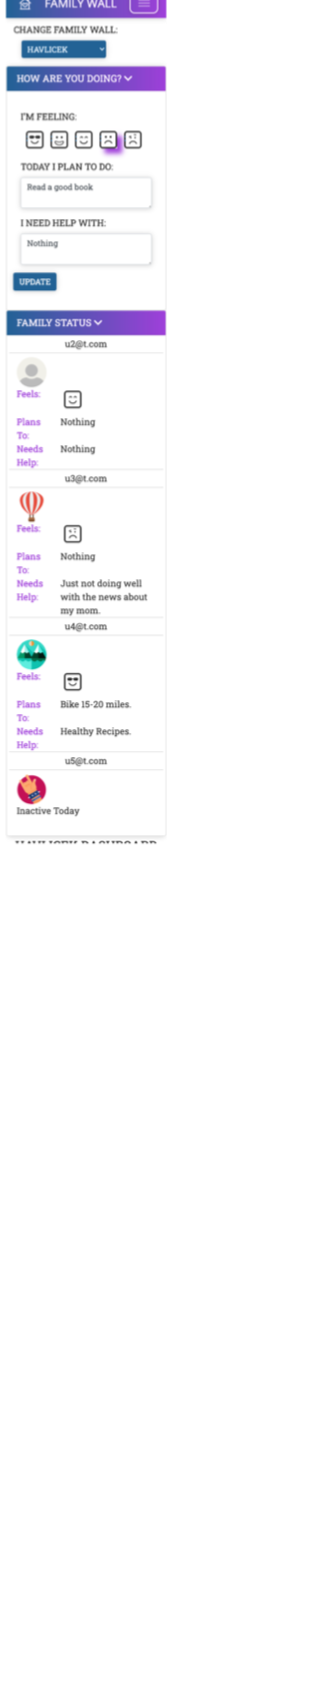 FAMILY WALL
CHANGE FAMILY WALL:
HAVLICEK
HOW ARE YOU DOING?
I'M FEELING:
TODAY I PLAN TO DO:
Read a good book
I NEED HELP WITH:
Nothing
UPDATE
FAMILY STATUS
u2@t.com
Feels:
Plans To: Nothing
Needs Help: Nothing
u3@t.com
Feels:
Plans To: Nothing
Needs Help: Just not doing well
with the news about
my mom.
u4@t.com
Feels:
Plans To: Bike 15-20 miles.
Needs Help: Healthy Recipes.
u5@t.com
Inactive Today
HAVLICEK DASHBOARD